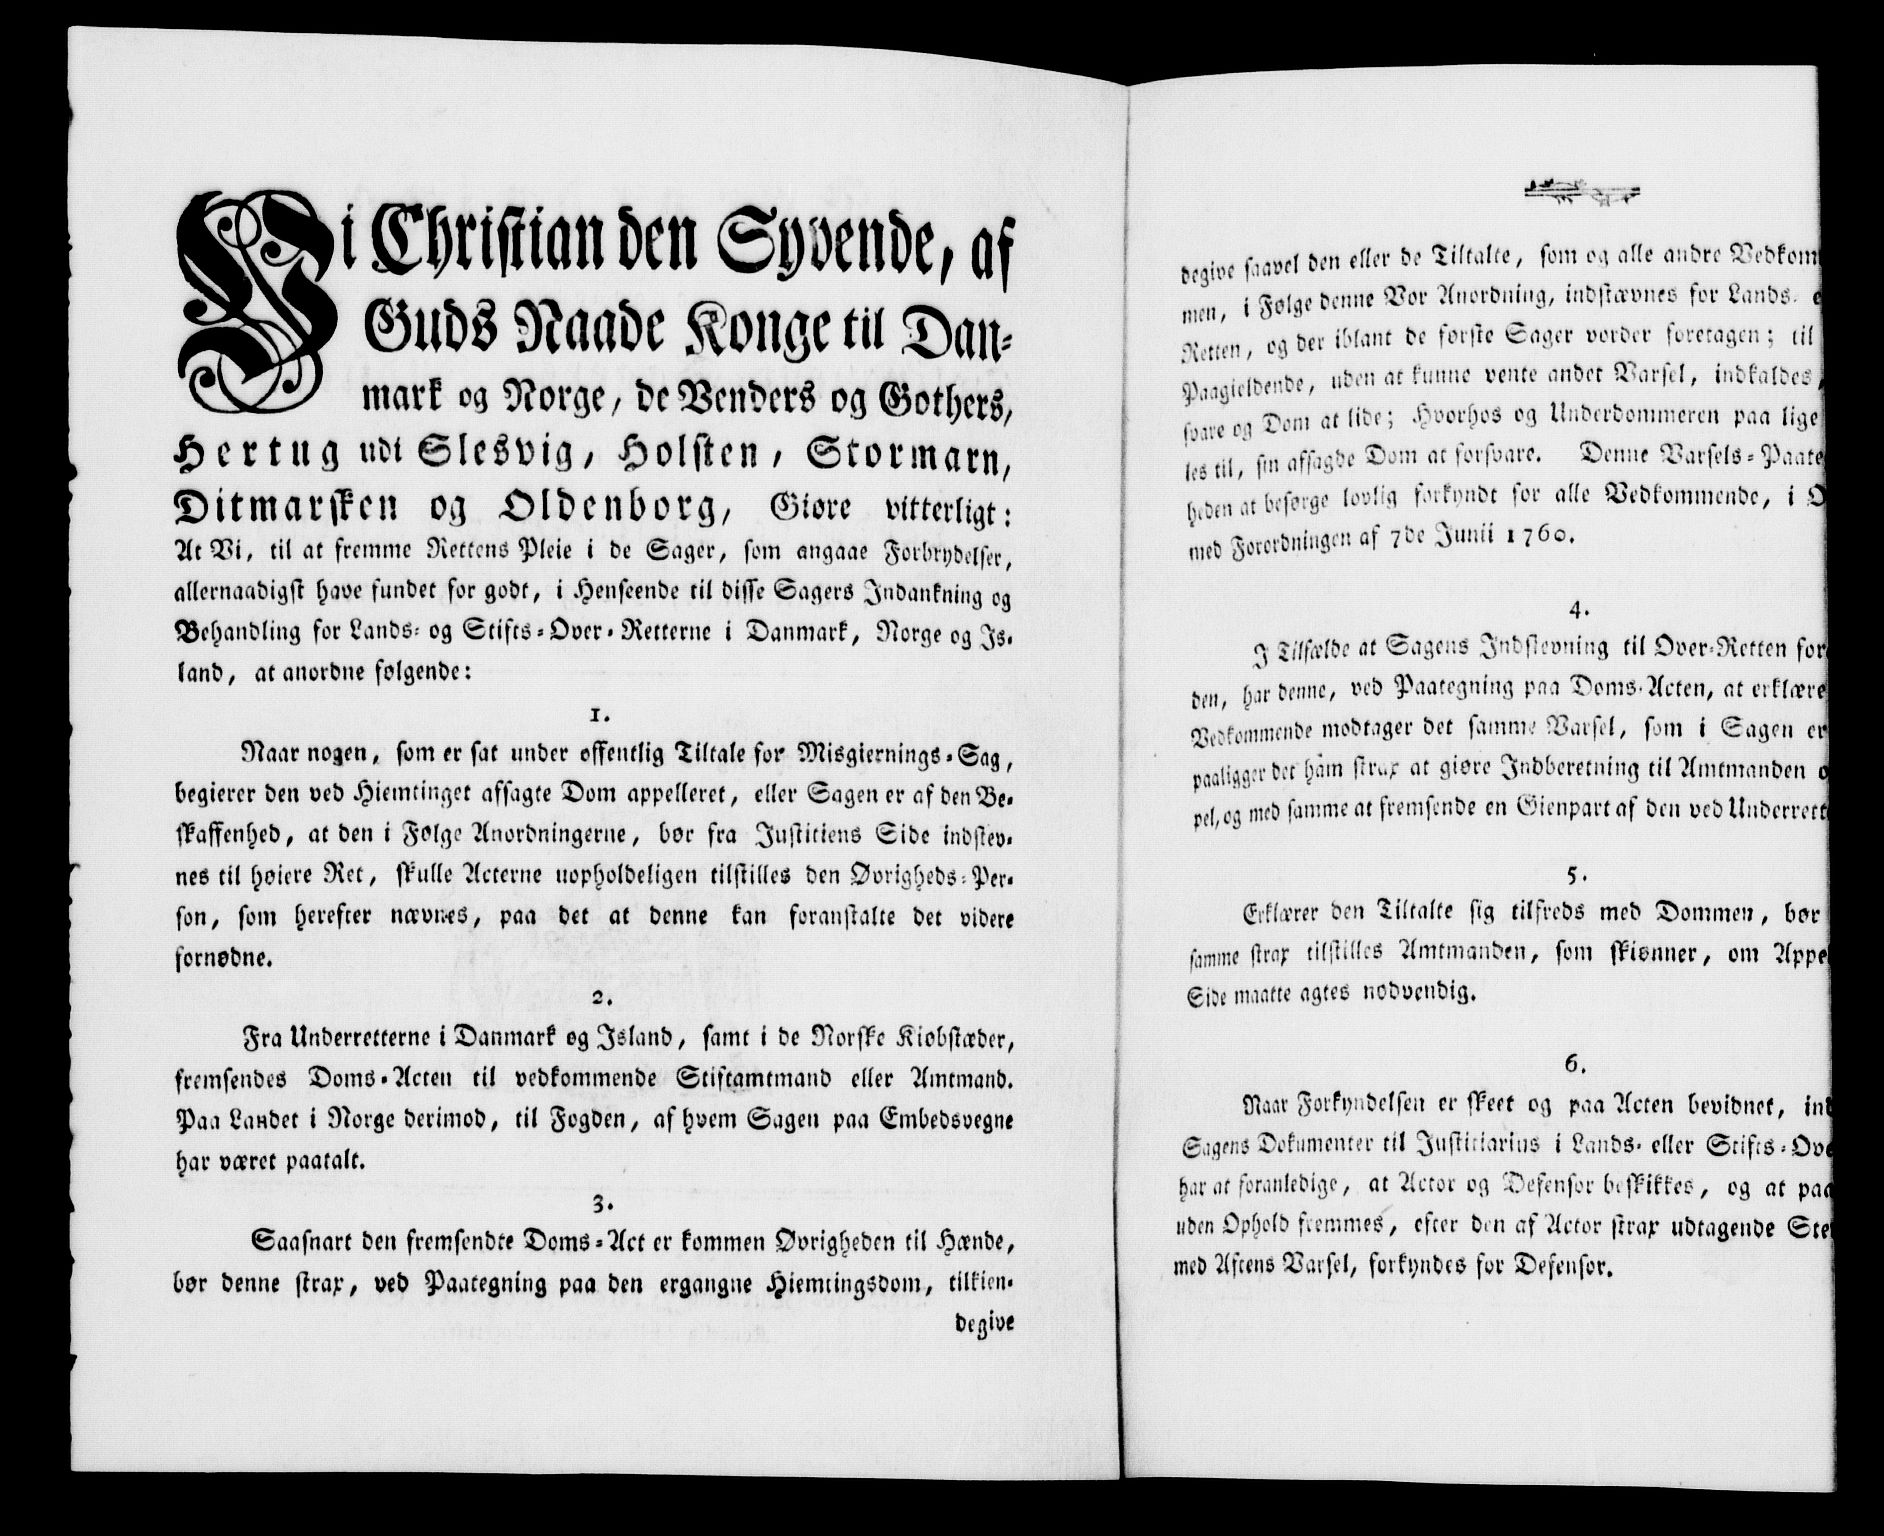 Vi Christian den Syvende, af
Guds Naade Konge til Dan-
mark og Norge, de Venders og Gothers,
Hertug udi Slesvig, Holsten, Stormarn,
Ditmarsken og Oldenborg, Giøre vitterligt:
At Vi, til at fremme Rettens Pleie i de Sager, som angaae Forbrydelser,
allernaadigst have fundet for godt, i Henseende til disse Sagers Indankning og
Behandling for Lands- og Stifts-Over-Retterne i Danmark, Norge og Is-
land, at anordne følgende:
1.
Naar nogen, som er sat under offentlig Tiltale for Misgiernings-Sag,
begierer den ved Hiemtinget afsagte Dom appelleret, eller Sagen er af den Be-
skaffenhed, at den i Følge Anordningerne, bør fra Justitiens Side indstev-
nes til høiere Ret, skulle Acterne uopholdeligen tilstilles den Øvrigheds-Per-
son, som herefter nævnes, paa det at denne kan foranstalte det videre
fornødne.
2.
Fra Underretterne i Danmark og Island, samt i de Norske Kiøbstæder,
fremsendes Doms-Acten til vedkommende Stiftamtmand eller Amtmand.
Paa Landet i Norge derimod, til Fogden, af hvem Sagen paa Embedsvegne
har været paatalt.
3.
Saasnart den fremsendte Doms-Act er kommen Øvrigheden til Hænde,
bør denne strax, ved Paategning paa den ergangne Hiemtingsdom, tilkien-
degive
degive saavel den eller de Tiltalte, som og alle andre Vedkom
men, i Følge denne Vor Anordning, indstævnes for Lands- e
Retten, og der iblant de første Sager vorder foretagen; til
Paagieldende, uden at kunne vente andet Varsel, indkaldes,
svare og Dom at lide; Hvorhos og Underdommeren paa lige
les til, sin afsagde Dom at forsvare. Denne Varsels-Paate
heden at besørge lovlig forkyndt for alle Vedkommende, i O
med Forordningen af 7de Junii 1760.
4.
I Tilfælde at Sagens Indstevning til Over-Retten for
den, har denne, ved Paategning paa Doms-Acten, at erklære
Vedkommende modtager det samme Varsel, som i Sagen er
paaligger det ham strax at giøre Indberetning til Amtmanden o
pel, og med samme at fremsende en Gienpart af den ved Underrett
5.
Erklærer den Tiltalte sig tilfreds med Dommen, bør
samme strax tilstilles Amtmanden, som skiønner, om Appe
Side maatte agtes nødvendig.
6.
Naar Forkyndelsen er skeet og paa Acten bevidnet, ind
Sagens Dokumenter til Justitiarius i Lands- eller Stifts-Ove
har at foranledige, at Actor og Defensor beskikkes, og at paa
uden Ophold fremmes, efter den af Actor strax udtagende Ste
med Aftens Varsel, forkyndes for Defensor.